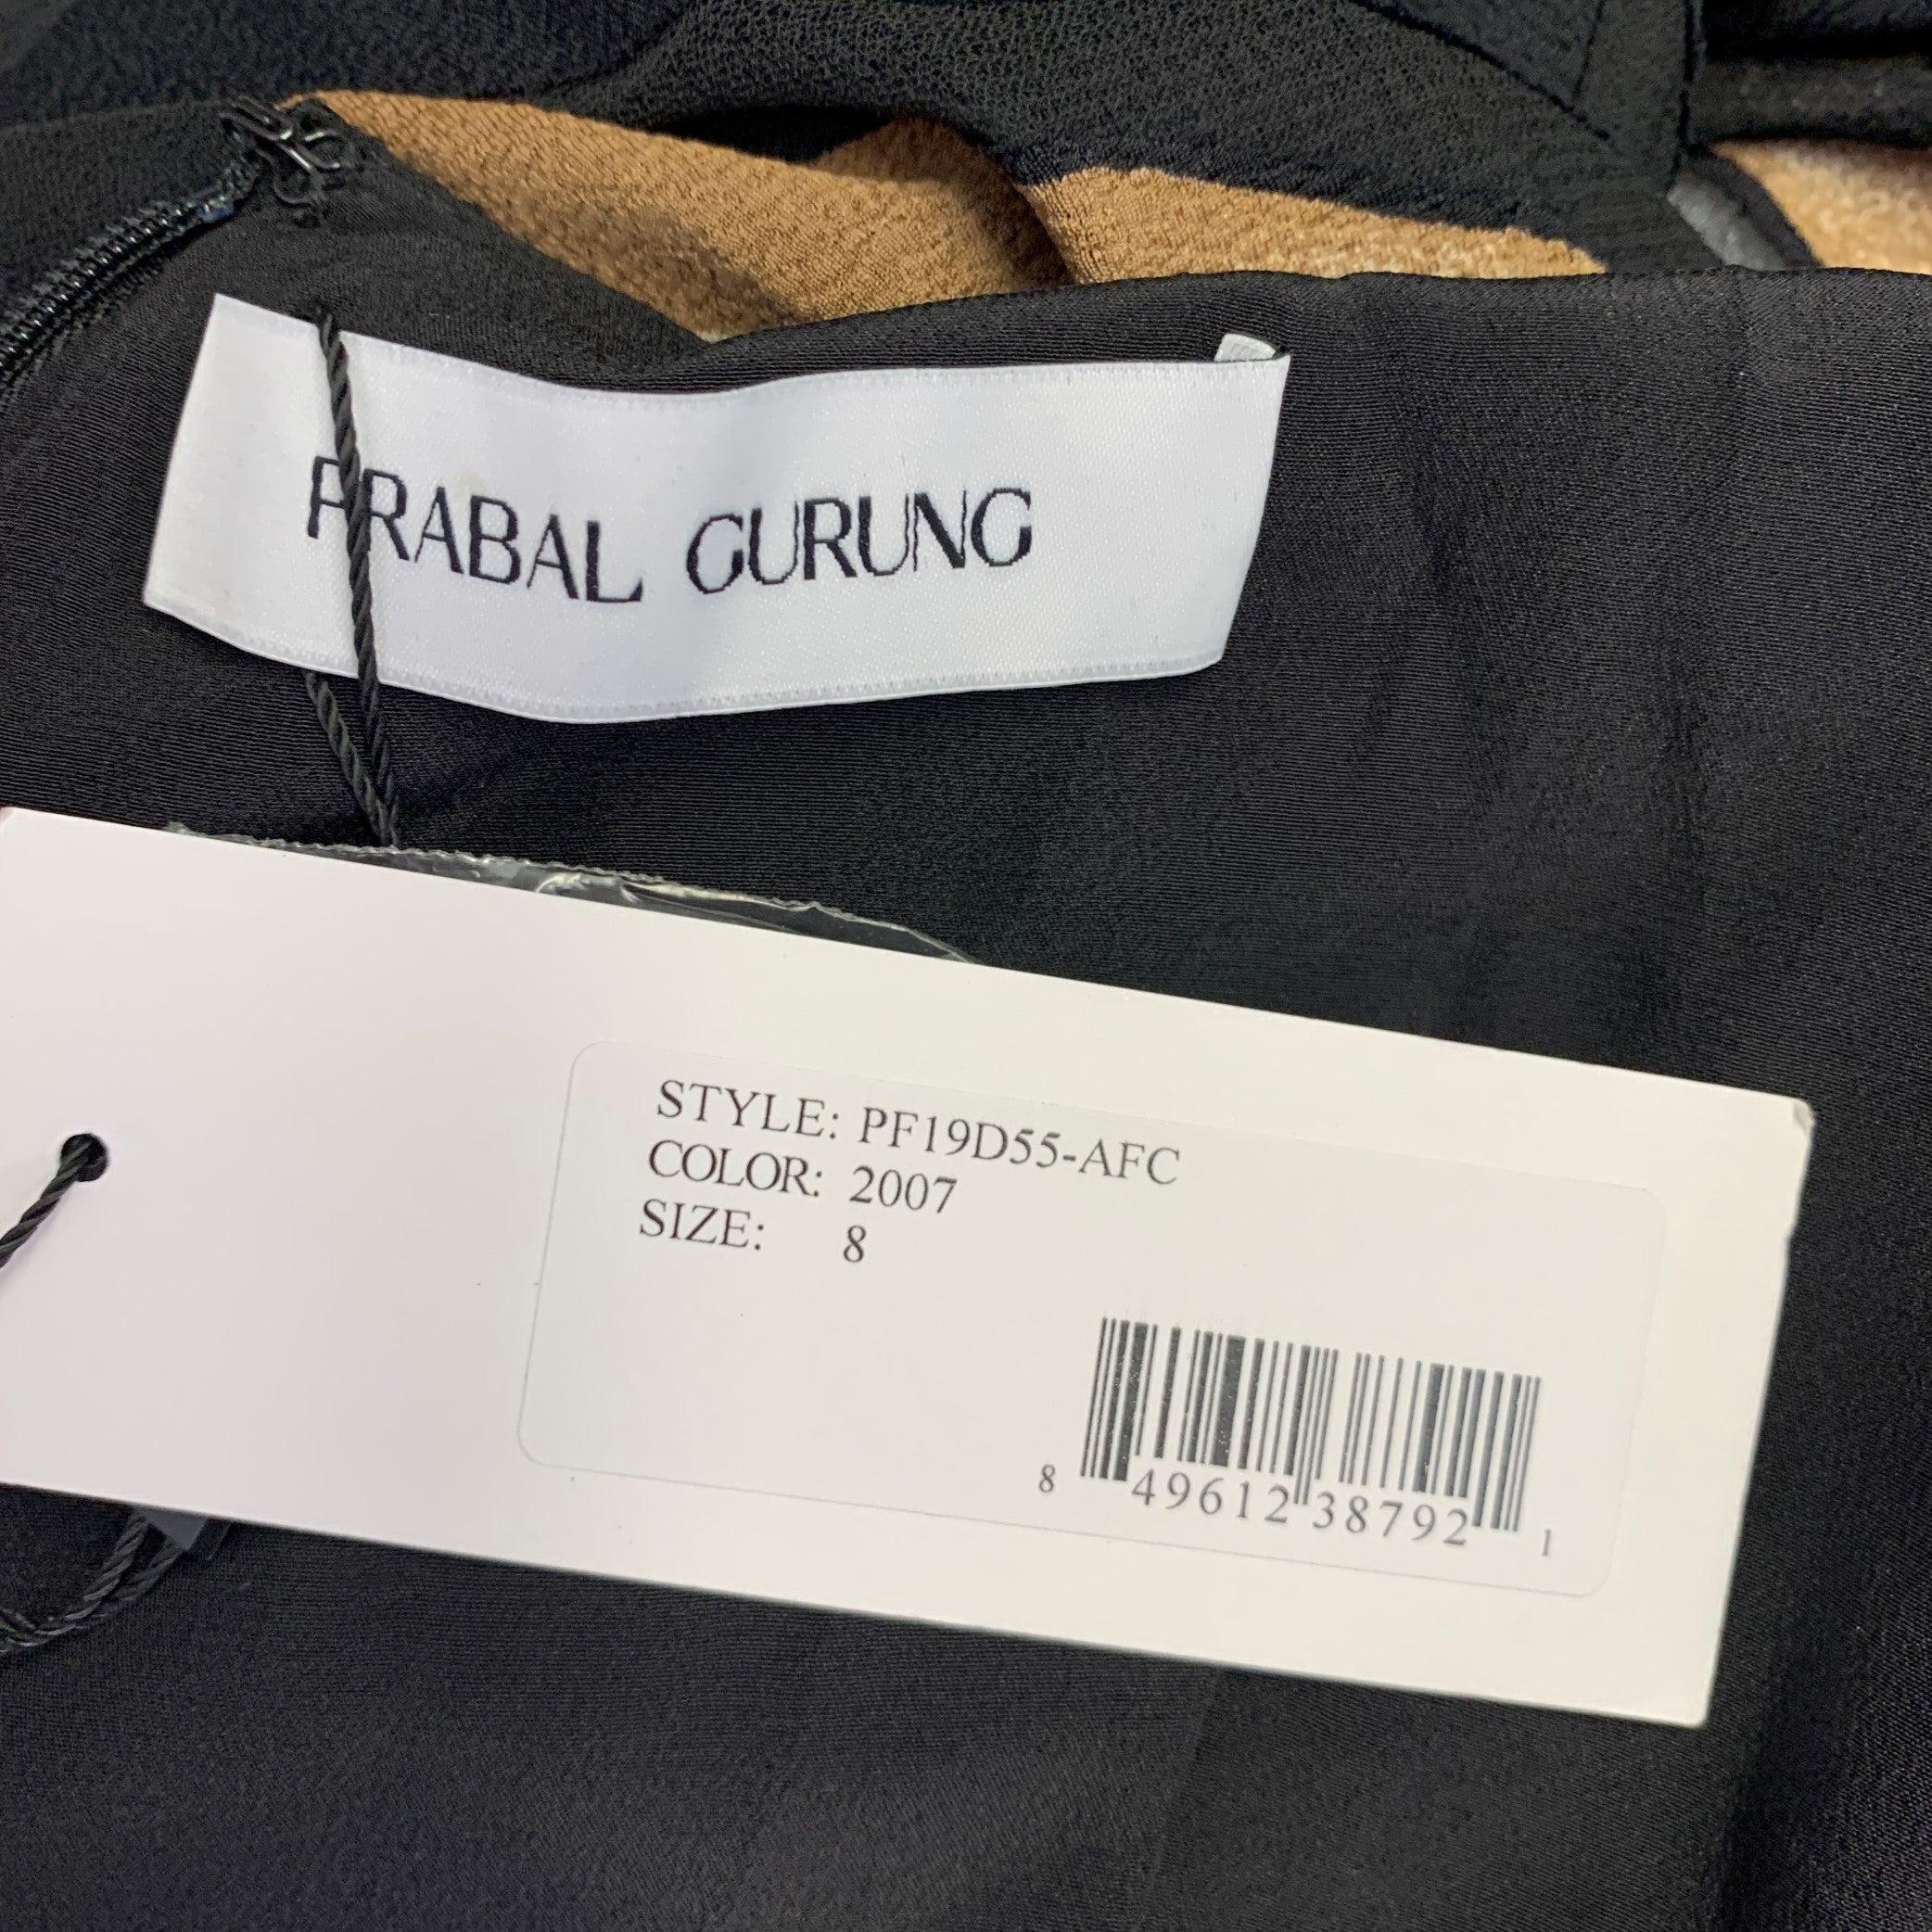 PRABAL GURUNG
STYLE: PF19D55-AFC
COLOR: 2007
SIZE: 8
8 49612 38792 1